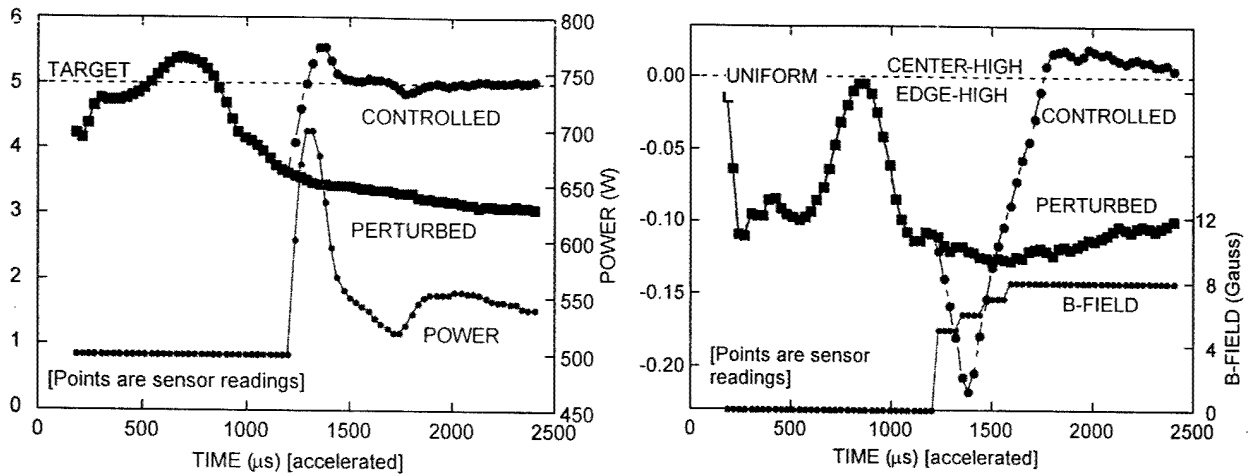 6
5
4
3
2
1
0
TARGET
CONTROLLED
PERTURBED
POWER
[Points are sensor readings]
800
750
700
650
600
550
500
450
POWER (W)
0
500
1000
1500
2000
2500
TIME (μs) [accelerated]
0.00
-0.05
-0.10
-0.15
-0.20
UNIFORM
CENTER-HIGH
EDGE-HIGH
CONTROLLED
PERTURBED
B-FIELD
[Points are sensor
readings]
12
8
4
0
B-FIELD (Gauss)
0
500
1000
1500
2000
2500
TIME (μs) [accelerated]